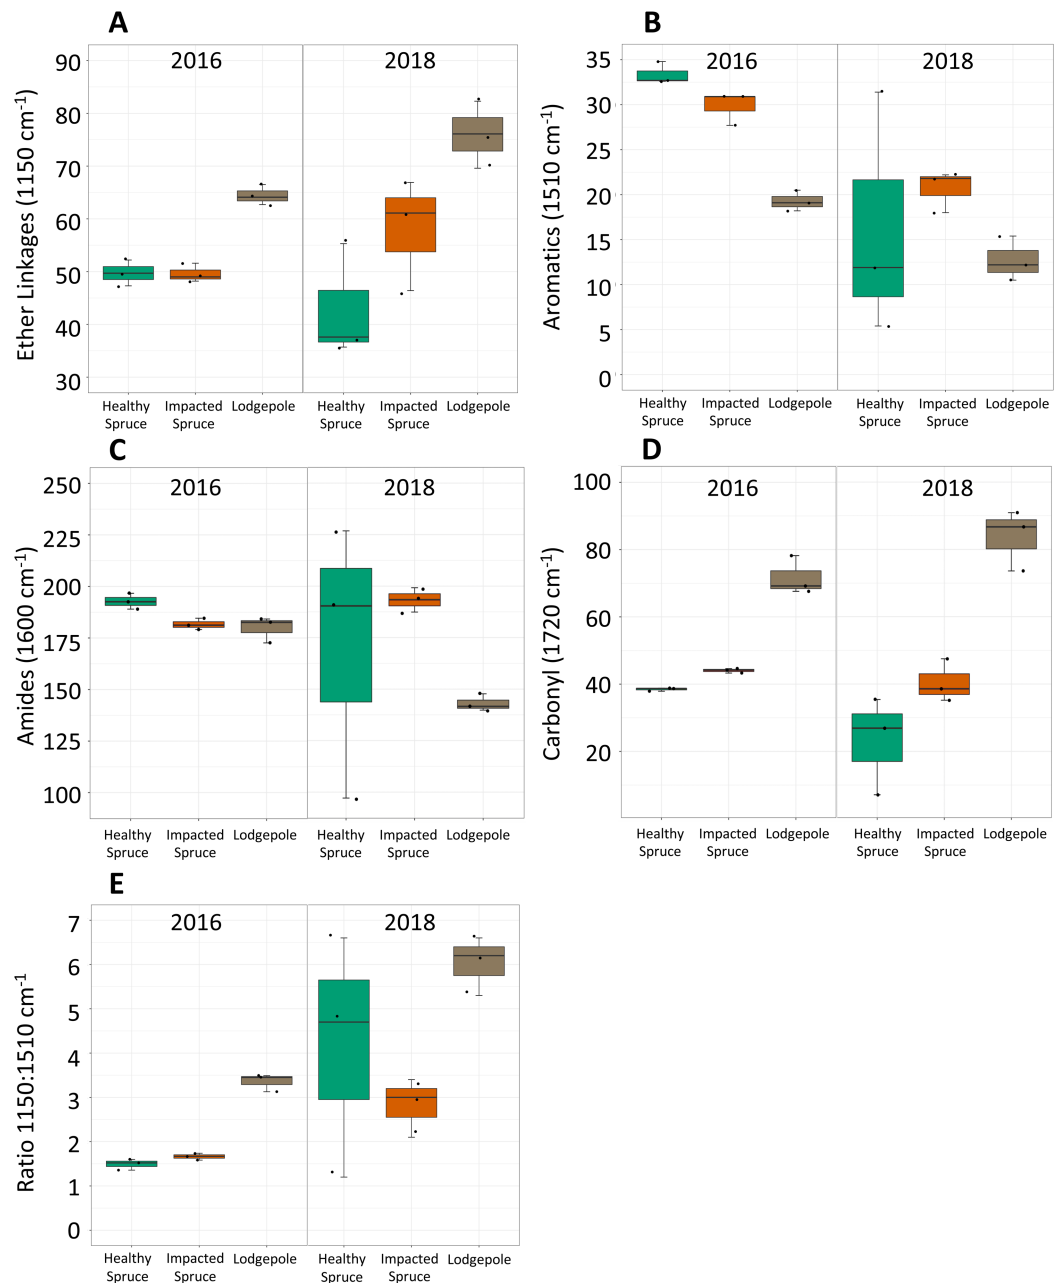 A
2016 2018
Ether Linkages (1150 cm⁻¹)
90
80
70
60
50
40
30
Healthy Spruce
Impacted Spruce
Lodgepole
Healthy Spruce
Impacted Spruce
Lodgepole
B
2016 2018
Aromatics (1510 cm⁻¹)
35
30
25
20
15
10
5
0
Healthy Spruce
Impacted Spruce
Lodgepole
Healthy Spruce
Impacted Spruce
Lodgepole
C
2016 2018
Amides (1600 cm⁻¹)
250
225
200
175
150
125
100
Healthy Spruce
Impacted Spruce
Lodgepole
Healthy Spruce
Impacted Spruce
Lodgepole
D
2016 2018
Carbonyl (1720 cm⁻¹)
100
80
60
40
20
Healthy Spruce
Impacted Spruce
Lodgepole
Healthy Spruce
Impacted Spruce
Lodgepole
E
2016 2018
Ratio 1150:1510 cm⁻¹
7
6
5
4
3
2
1
0
Healthy Spruce
Impacted Spruce
Lodgepole
Healthy Spruce
Impacted Spruce
Lodgepole